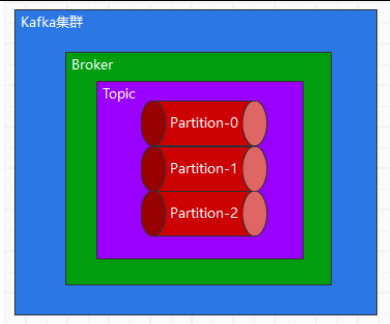 Kafka集群
Broker
Topic
Partition-0
Partition-1
Partition-2